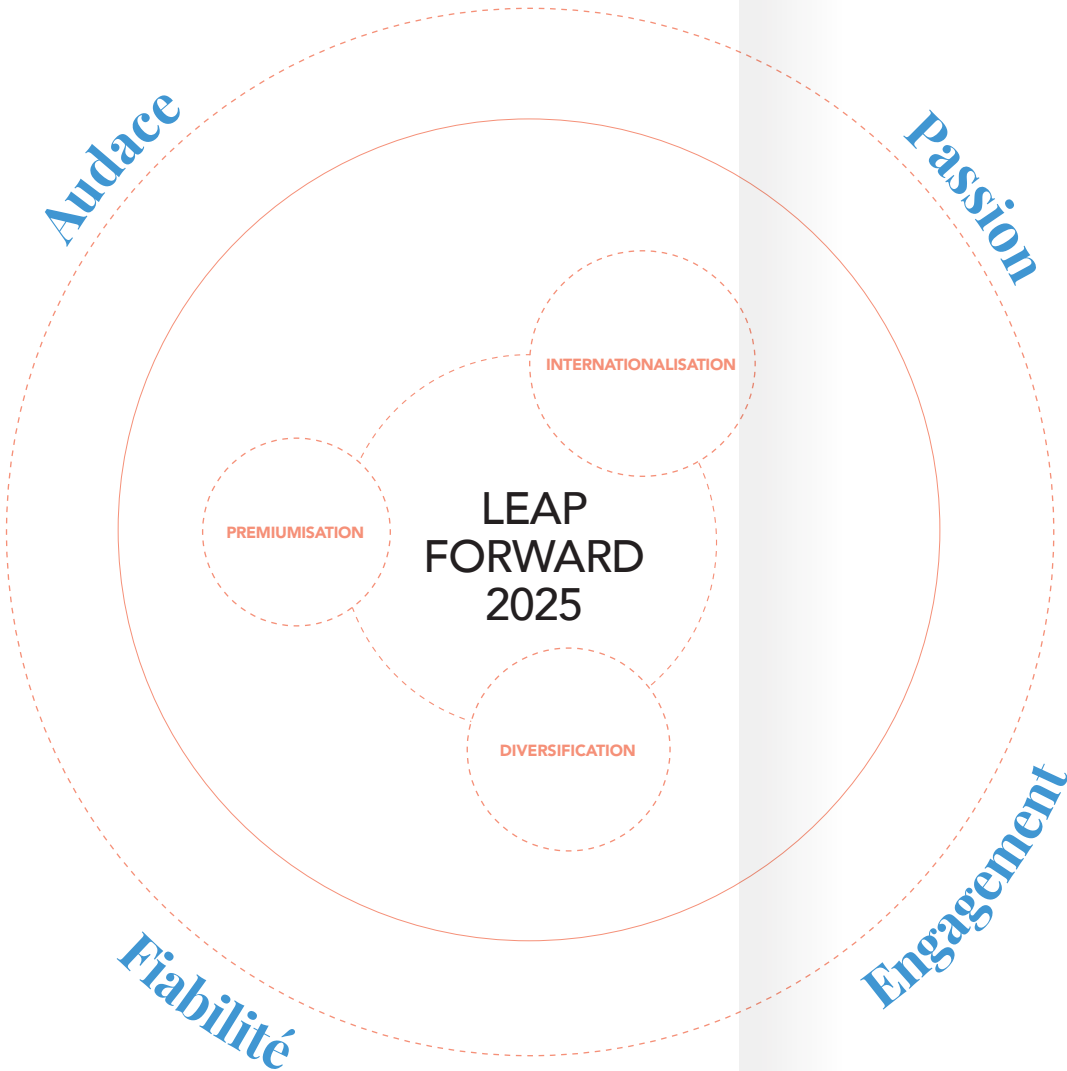 Audace
Passion
INTERNATIONALISATION
LEAP
FORWARD
2025
PREMIUMISATION
DIVERSIFICATION
Engagement
Fiabilité